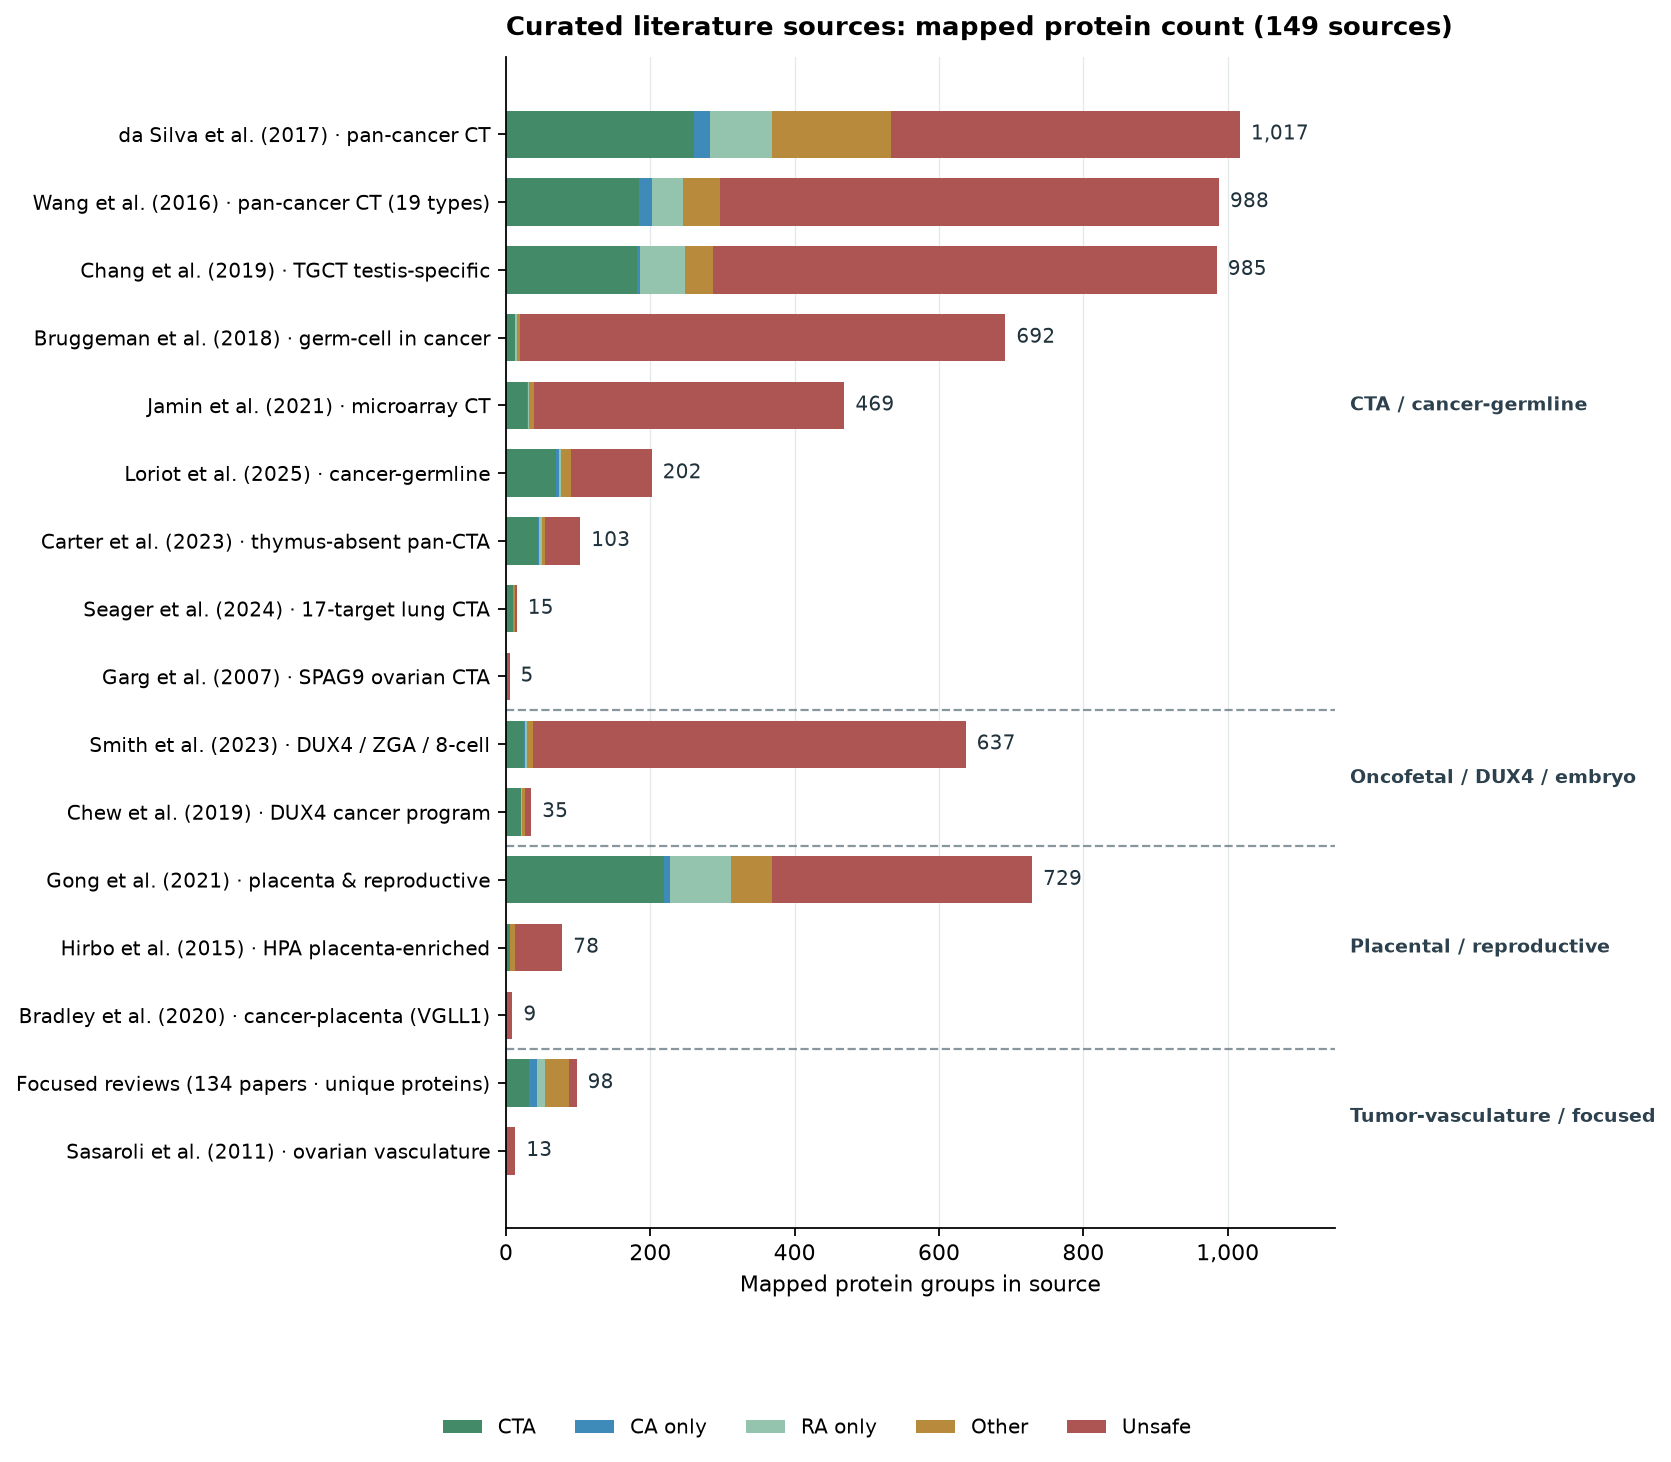 Curated literature sources: mapped protein count (149 sources)
da Silva et al. (2017) · pan-cancer CT 1,017
Wang et al. (2016) · pan-cancer CT (19 types) 988
Chang et al. (2019) · TGCT testis-specific 985
Bruggeman et al. (2018) · germ-cell in cancer 692
Jamin et al. (2021) · microarray CT 469
CTA / cancer-germline
Loriot et al. (2025) · cancer-germline 202
Carter et al. (2023) · thymus-absent pan-CTA 103
Seager et al. (2024) · 17-target lung CTA 15
Garg et al. (2007) · SPAG9 ovarian CTA 5
Smith et al. (2023) · DUX4 / ZGA / 8-cell 637
Oncofetal / DUX4 / embryo
Chew et al. (2019) · DUX4 cancer program 35
Gong et al. (2021) · placenta & reproductive 729
Hirbo et al. (2015) · HPA placenta-enriched 78
Placental / reproductive
Bradley et al. (2020) · cancer-placenta (VGLL1) 9
Focused reviews (134 papers · unique proteins) 98
Tumor-vasculature / focused
Sasaroli et al. (2011) · ovarian vasculature 13
0 200 400 600 800 1,000
Mapped protein groups in source
CTA CA only RA only Other Unsafe